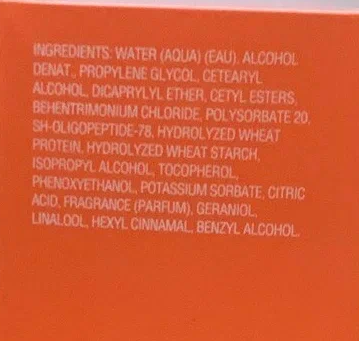 INGREDIENTS: WATER (AQUA) (EAU), ALCOHOL
DENAT., PROPYLENE GLYCOL, CETEARYL
ALCOHOL, DICAPRYLYL ETHER, CETYL ESTERS,
BEHENTRIMONIUM CHLORIDE, POLYSORBATE 20,
SH-OLIGOPEPTIDE-78, HYDROLYZED WHEAT
PROTEIN, HYDROLYZED WHEAT STARCH,
ISOPROPYL ALCOHOL, TOCOPHEROL,
PHENOXYETHANOL, POTASSIUM SORBATE, CITRIC
ACID, FRAGRANCE (PARFUM), GERANIOL,
LINALOOL, HEXYL CINNAMAL, BENZYL ALCOHOL.